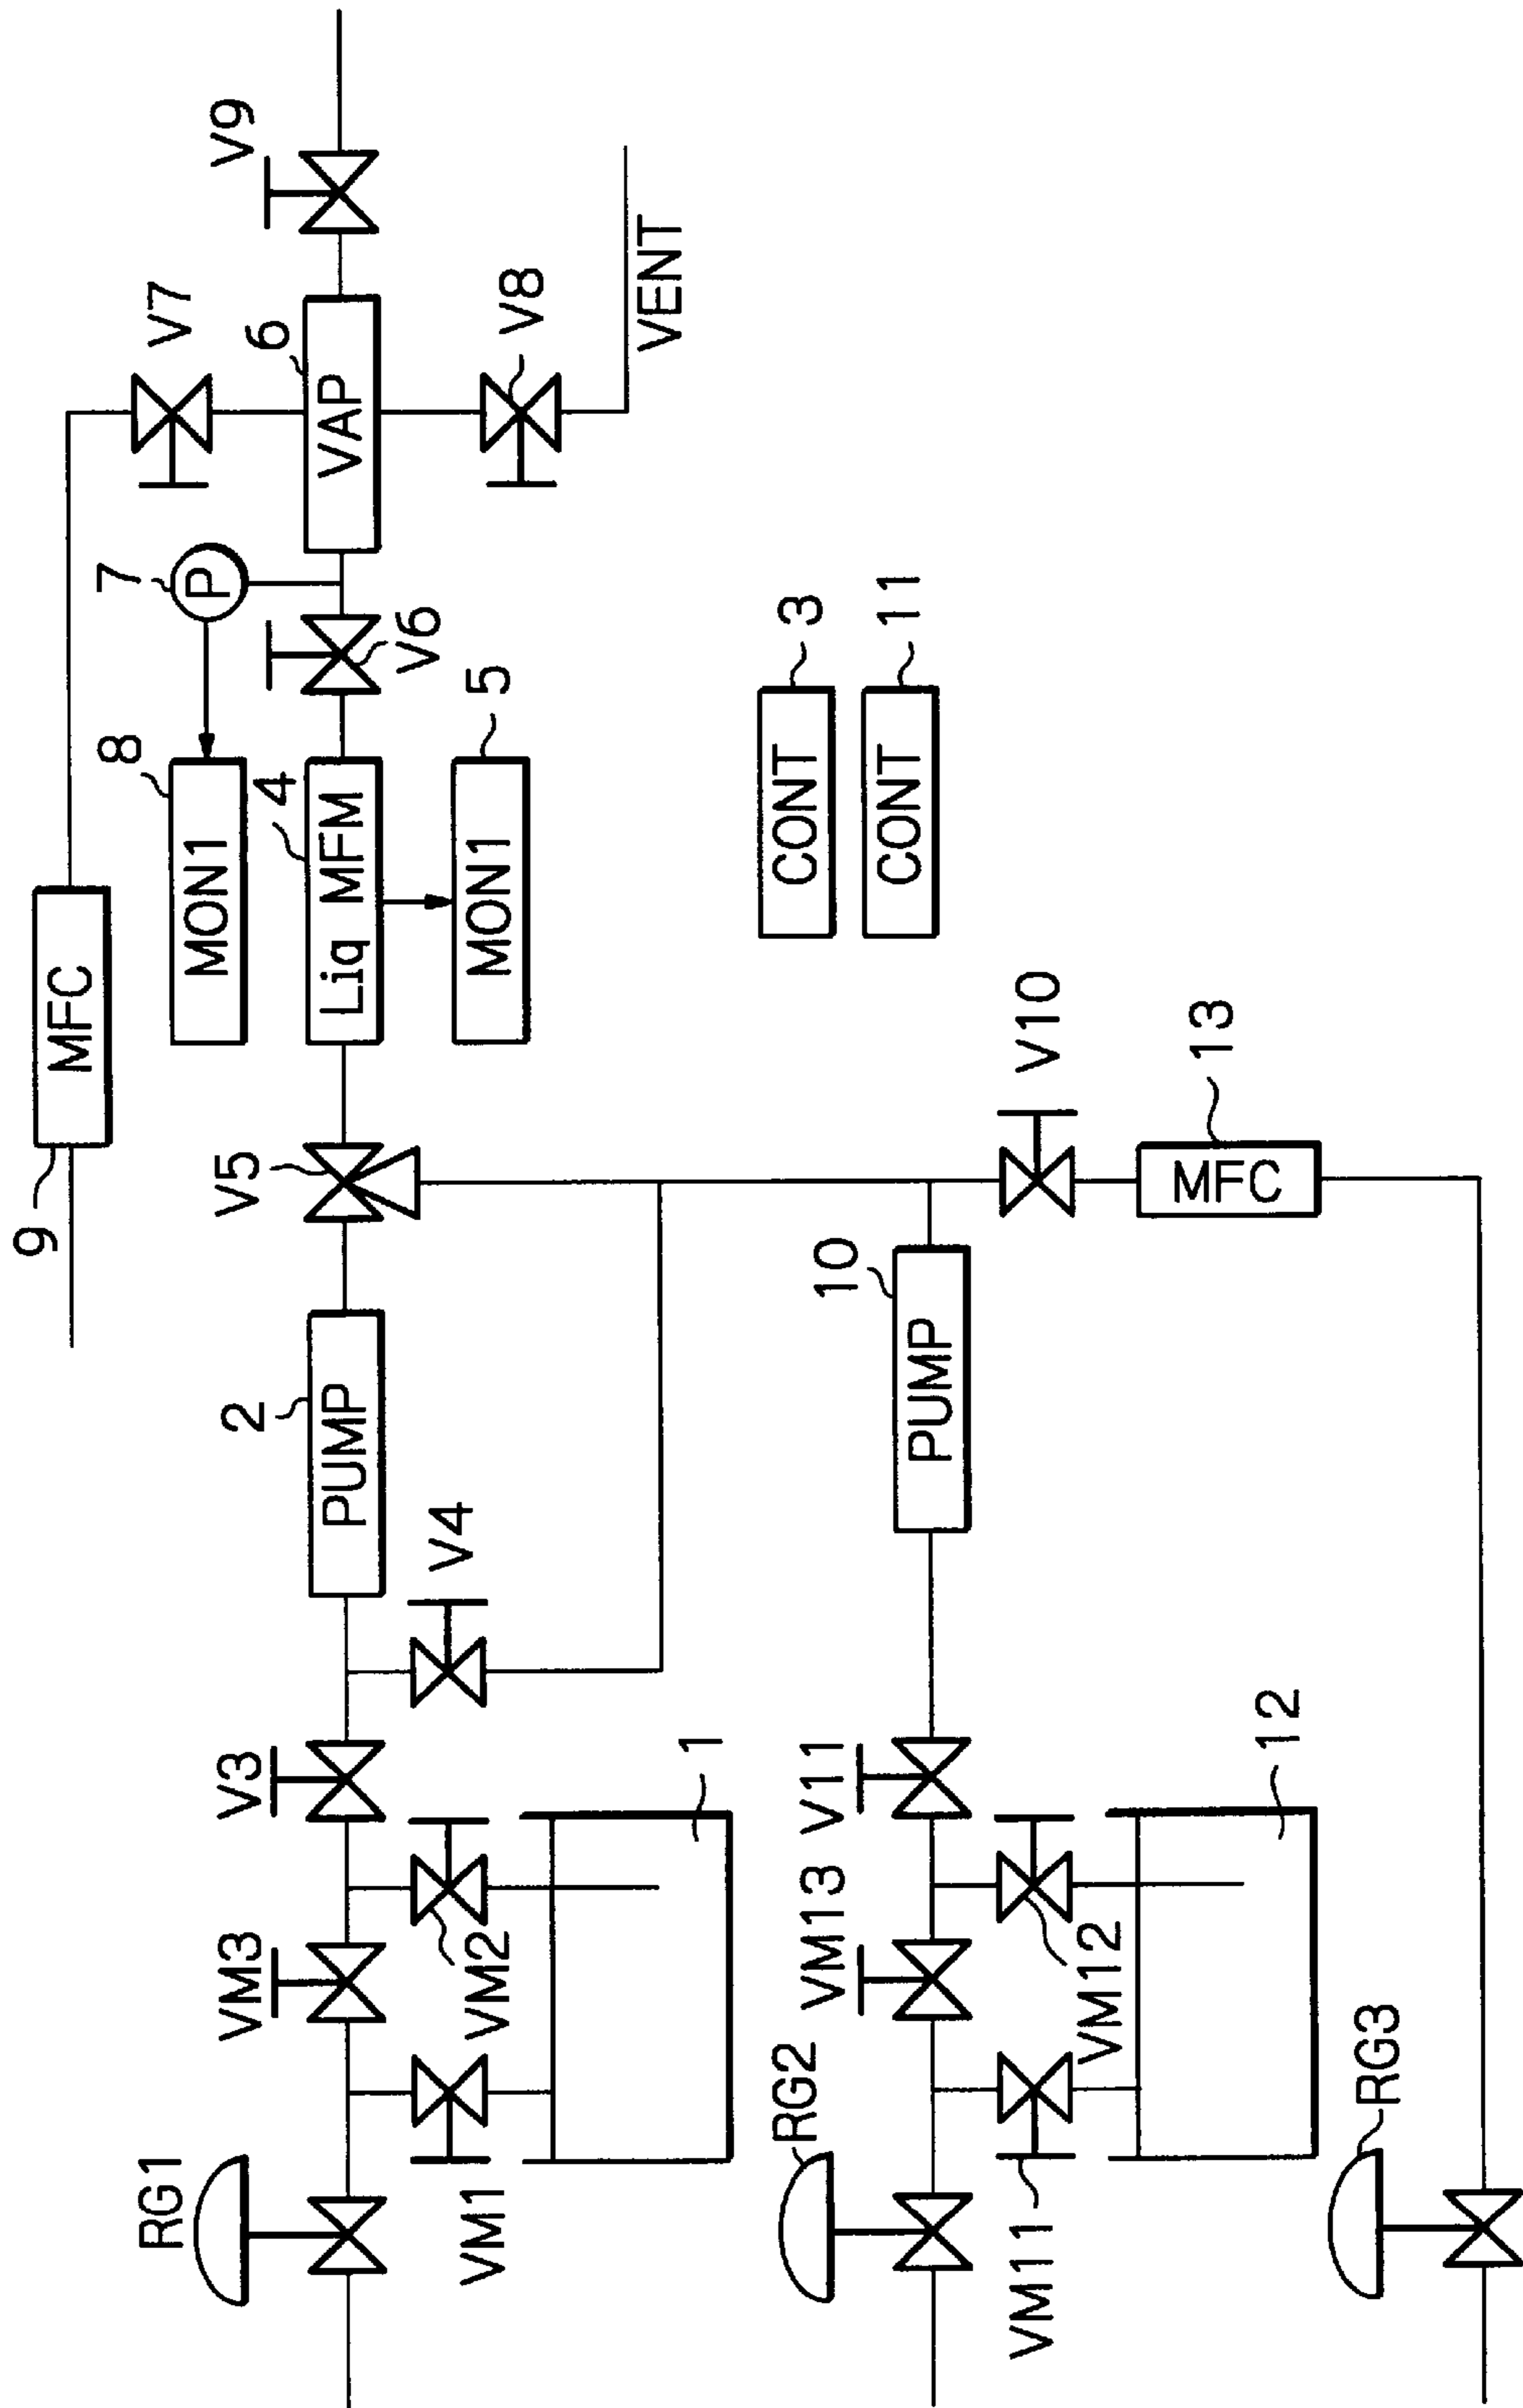 9
MFC
8
7
RG1
V7
MON1
P
VM3
V3
2
V5
4
6
V9
PUMP
Liq MFM
VAP
V4
V6
VM1
VM2
MON1
5
V8
VENT
1
RG2
VM13
V11
10
CONT
3
PUMP
CONT
11
VM11
VM12
V10
MFC
13
12
RG3